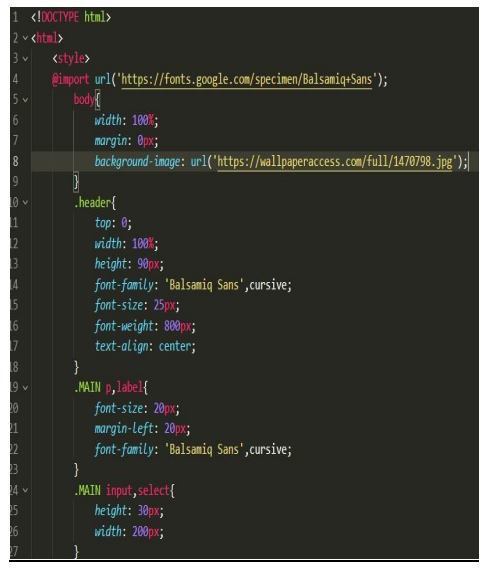 1 <!DOCTYPE html>
2 <html>
3 <style>
4 @import url('https://fonts.google.com/specimen/Balsamiq+Sans');
5 body{
6 width: 100%;
7 margin: 0px;
8 background-image: url('https://wallpaperaccess.com/full/1470798.jpg');
9 }
10 .header{
11 top: 0;
12 width: 100%;
13 height: 90px;
14 font-family: 'Balsamiq Sans',cursive;
15 font-size: 25px;
16 font-weight: 800px;
17 text-align: center;
18 }
19 .MAIN p,label{
20 font-size: 20px;
21 margin-left: 20px;
22 font-family: 'Balsamiq Sans',cursive;
23 }
24 .MAIN input,select{
25 height: 30px;
26 width: 200px;
27 }